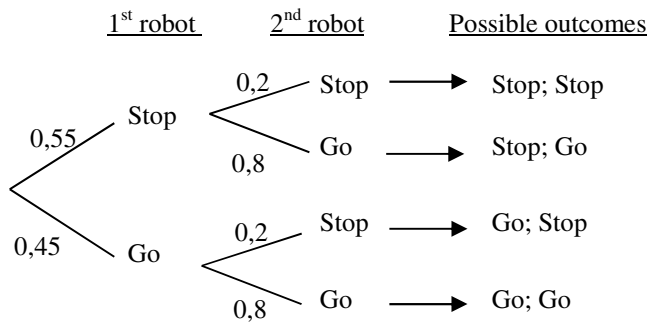 1st robot 2nd robot Possible outcomes
0,2 Stop Stop; Stop
Stop
0,55
0,8 Go Stop; Go
0,45
0,2 Stop Go; Stop
Go
0,8 Go Go; Go